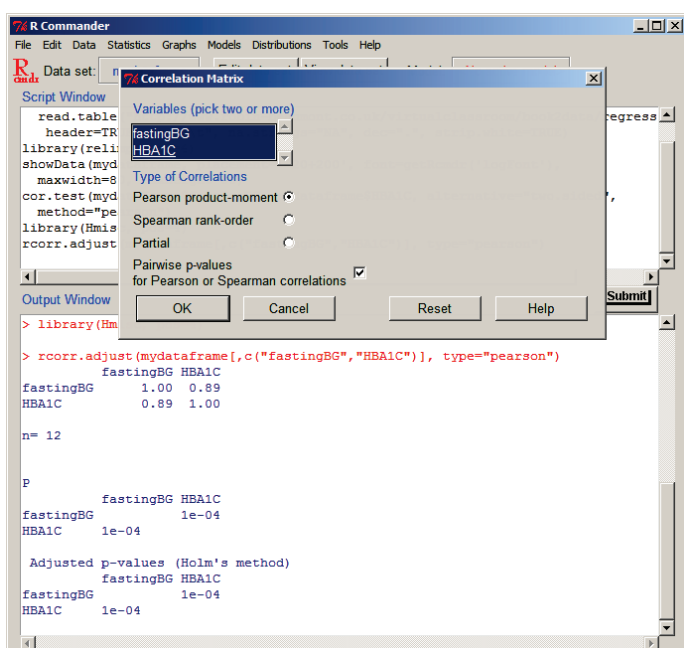 R Commander
File Edit Data Statistics Graphs Models Distributions Tools Help
R cmdr Data set:
Correlation Matrix
Script Window
Variables (pick two or more)
read.table
regress
fastingBG
header=TR
HBA1C
library(reli
showData(myd
maxwidth=8
Type of Correlations
cor.test(myd
Pearson product-moment
",
method="pe
Spearman rank-order
library(Hmis
rcorr.adjust
Partial
Pairwise p-values
for Pearson or Spearman correlations
Output Window
OK Cancel Reset Help
Submit
> library(Hm
> rcorr.adjust(mydataframe[,c("fastingBG","HBA1C")], type="pearson")
fastingBG HBA1C
fastingBG 1.00 0.89
HBA1C 0.89 1.00
n= 12
P
fastingBG HBA1C
fastingBG 1e-04
HBA1C 1e-04
Adjusted p-values (Holm's method)
fastingBG HBA1C
fastingBG 1e-04
HBA1C 1e-04